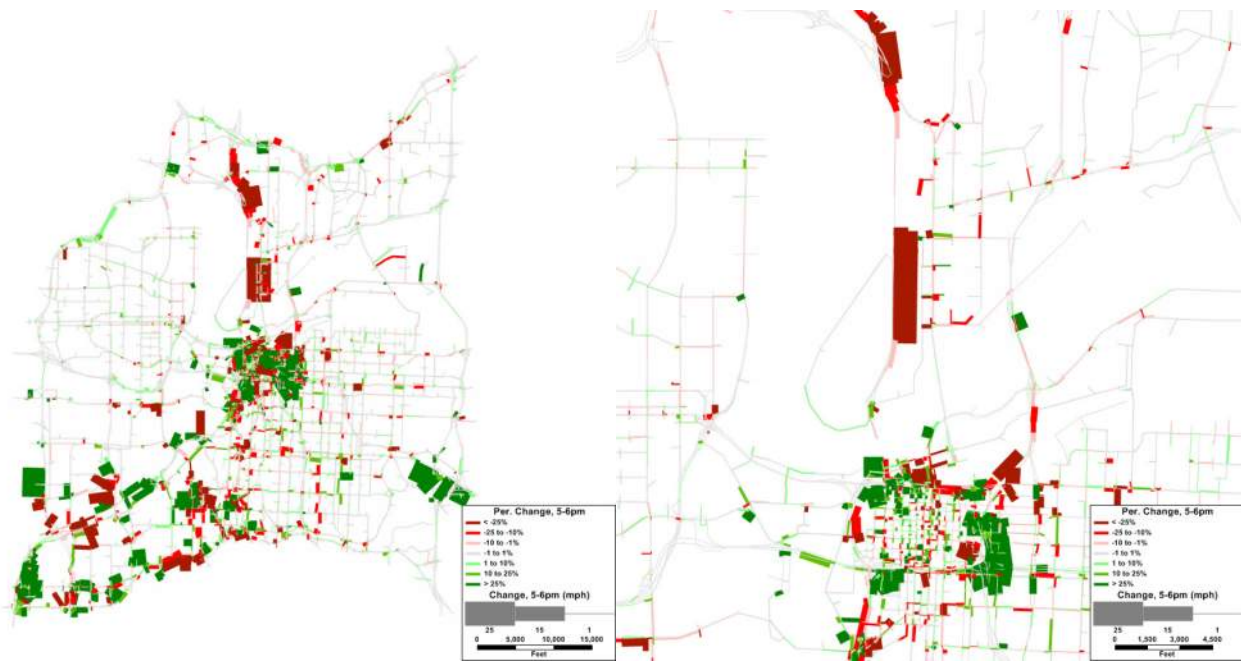 Per. Change, 5-6pm
< -25%
-25 to -10%
-10 to -1%
-1 to 1%
1 to 10%
10 to 25%
> 25%
Change, 5-6pm (mph)
25 15 1
0 5,000 10,000 15,000
Feet
Per. Change, 5-6pm
< -25%
-25 to -10%
-10 to -1%
-1 to 1%
1 to 10%
10 to 25%
> 25%
Change, 5-6pm (mph)
25 15 1
0 1,500 3,000 4,500
Feet